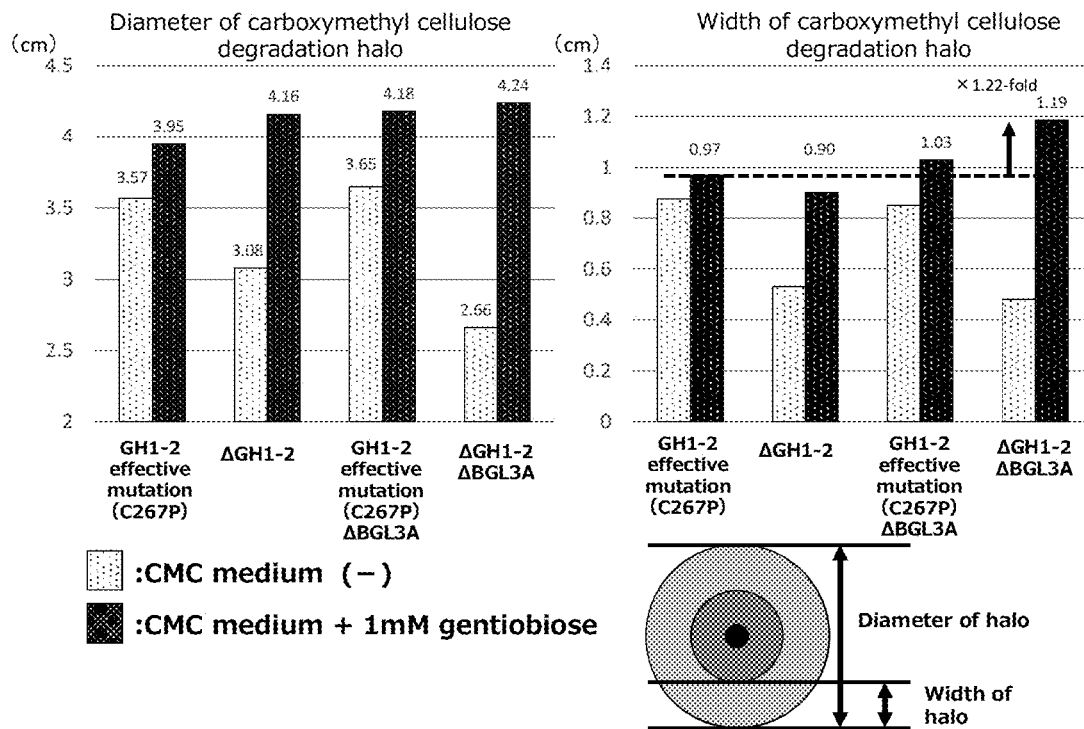 Diameter of carboxymethyl cellulose
degradation halo
(cm)
4.5
4
3.5
3
2.5
2
3.57
3.95
3.08
4.16
3.65
4.18
2.66
4.24
GH1-2
effective
mutation
(C267P)
ΔGH1-2
GH1-2
effective
mutation
(C267P)
ΔBGL3A
ΔGH1-2
ΔBGL3A
Width of carboxymethyl cellulose
degradation halo
(cm)
1.4
1.2
1
0.8
0.6
0.4
0.2
0
0.97
0.90
1.03
×1.22-fold
1.19
GH1-2
effective
mutation
(C267P)
ΔGH1-2
GH1-2
effective
mutation
(C267P)
ΔBGL3A
ΔGH1-2
ΔBGL3A
:CMC medium (−)
:CMC medium + 1mM gentiobiose
Diameter of halo
Width of
halo